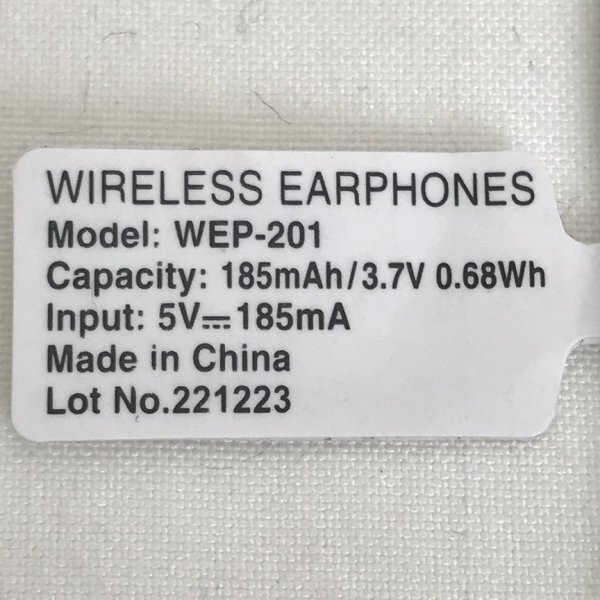 WIRELESS EARPHONES
Model: WEP-201
Capacity: 185mAh/3.7V 0.68Wh
Input: 5V⎓185mA
Made in China
Lot No.221223